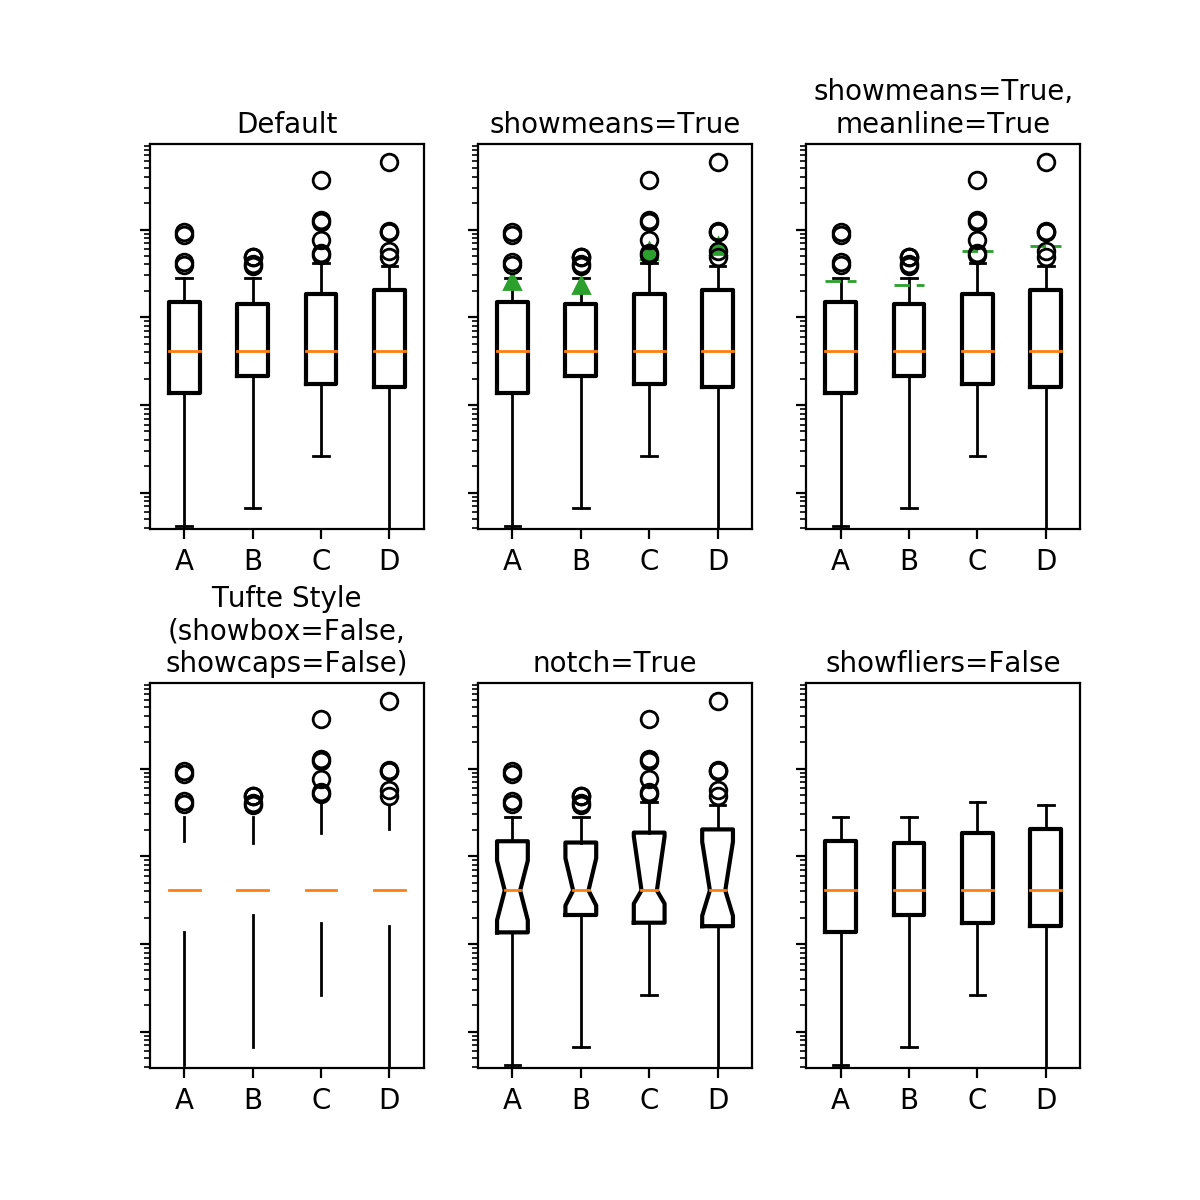 Default
showmeans=True
showmeans=True,
meanline=True
A B C D
A B C D
A B C D
Tufte Style
(showbox=False,
showcaps=False)
notch=True
showfliers=False
A B C D
A B C D
A B C D